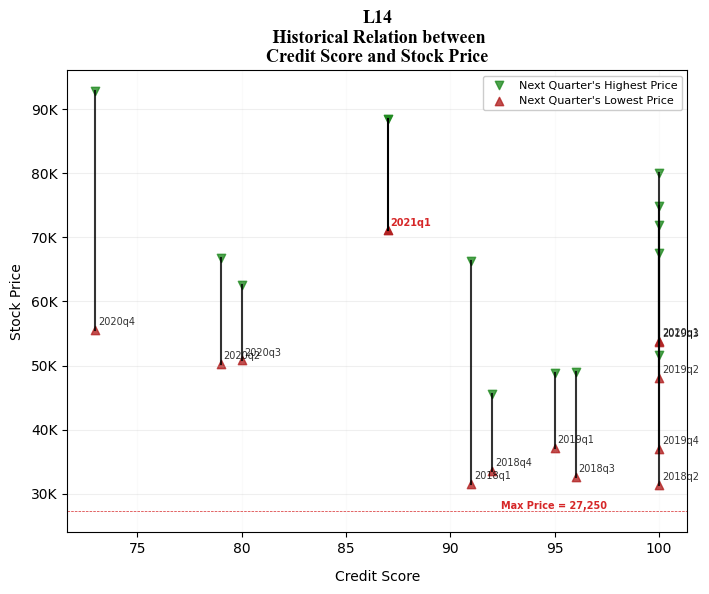 L14
Historical Relation between
Credit Score and Stock Price
Next Quarter's Highest Price
Next Quarter's Lowest Price
Stock Price
90K
80K
70K
60K
50K
40K
30K
2020q4
2020q2
2020q3
2021q1
2018q1
2018q4
2019q1
2018q3
2020q1
2019q3
2019q2
2019q4
2018q2
Max Price = 27,250
75
80
85
90
95
100
Credit Score